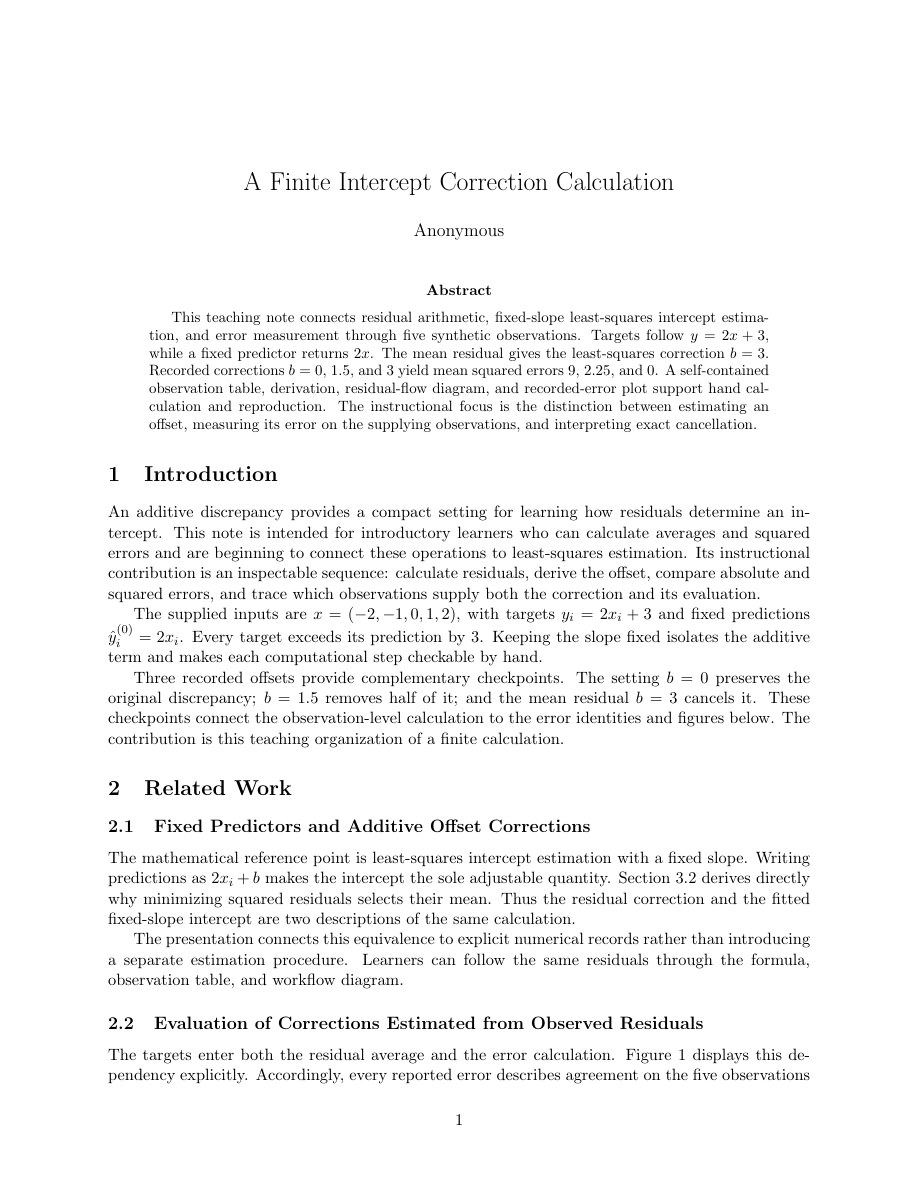 A Finite Intercept Correction Calculation
Anonymous
Abstract
This teaching note connects residual arithmetic, fixed-slope least-squares intercept estima-
tion, and error measurement through five synthetic observations. Targets follow y = 2x + 3,
while a fixed predictor returns 2x. The mean residual gives the least-squares correction b = 3.
Recorded corrections b = 0, 1.5, and 3 yield mean squared errors 9, 2.25, and 0. A self-contained
observation table, derivation, residual-flow diagram, and recorded-error plot support hand cal-
culation and reproduction. The instructional focus is the distinction between estimating an
offset, measuring its error on the supplying observations, and interpreting exact cancellation.
1 Introduction
An additive discrepancy provides a compact setting for learning how residuals determine an in-
tercept. This note is intended for introductory learners who can calculate averages and squared
errors and are beginning to connect these operations to least-squares estimation. Its instructional
contribution is an inspectable sequence: calculate residuals, derive the offset, compare absolute and
squared errors, and trace which observations supply both the correction and its evaluation.
The supplied inputs are x = (−2, −1, 0, 1, 2), with targets yᵢ = 2xᵢ + 3 and fixed predictions
ŷᵢ⁽⁰⁾ = 2xᵢ. Every target exceeds its prediction by 3. Keeping the slope fixed isolates the additive
term and makes each computational step checkable by hand.
Three recorded offsets provide complementary checkpoints. The setting b = 0 preserves the
original discrepancy; b = 1.5 removes half of it; and the mean residual b = 3 cancels it. These
checkpoints connect the observation-level calculation to the error identities and figures below. The
contribution is this teaching organization of a finite calculation.
2 Related Work
2.1 Fixed Predictors and Additive Offset Corrections
The mathematical reference point is least-squares intercept estimation with a fixed slope. Writing
predictions as 2xᵢ + b makes the intercept the sole adjustable quantity. Section 3.2 derives directly
why minimizing squared residuals selects their mean. Thus the residual correction and the fitted
fixed-slope intercept are two descriptions of the same calculation.
The presentation connects this equivalence to explicit numerical records rather than introducing
a separate estimation procedure. Learners can follow the same residuals through the formula,
observation table, and workflow diagram.
2.2 Evaluation of Corrections Estimated from Observed Residuals
The targets enter both the residual average and the error calculation. Figure 1 displays this de-
pendency explicitly. Accordingly, every reported error describes agreement on the five observations
1